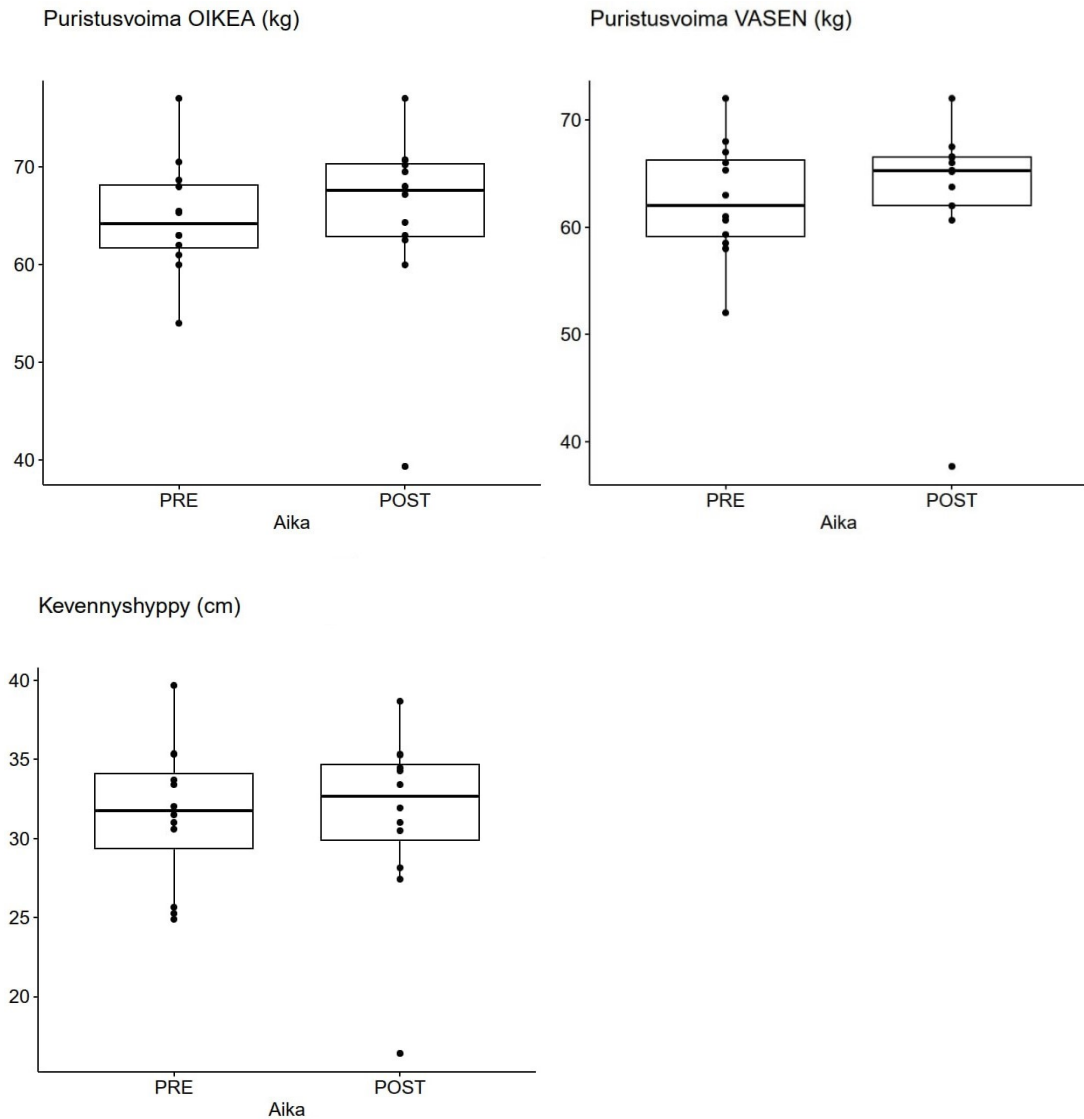 Puristusvoima OIKEA (kg)
70
60
50
40
PRE POST
Aika
Puristusvoima VASEN (kg)
70
60
50
40
PRE POST
Aika
Kevennyshyppy (cm)
40
35
30
25
20
PRE POST
Aika